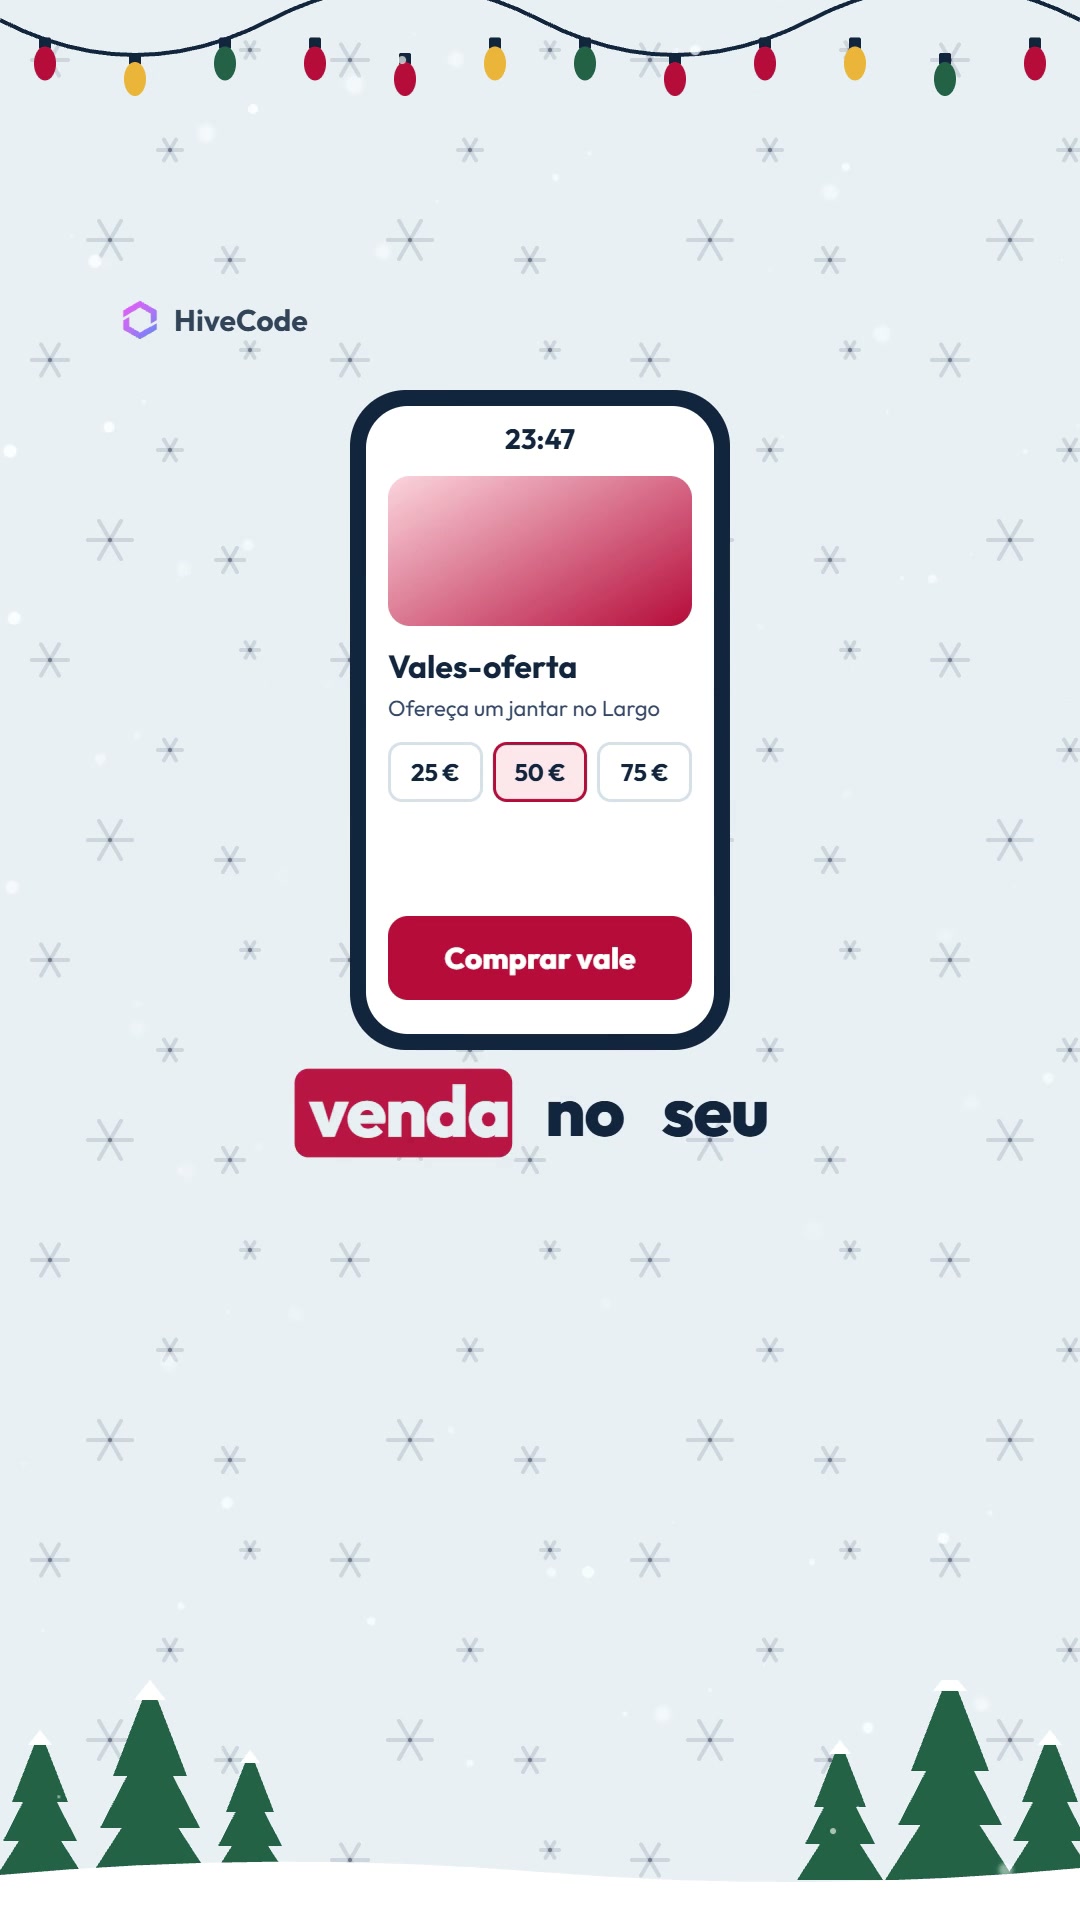 HiveCode
23:47
Vales-oferta
Ofereça um jantar no Largo
25 € 50 € 75 €
Comprar vale
venda no seu